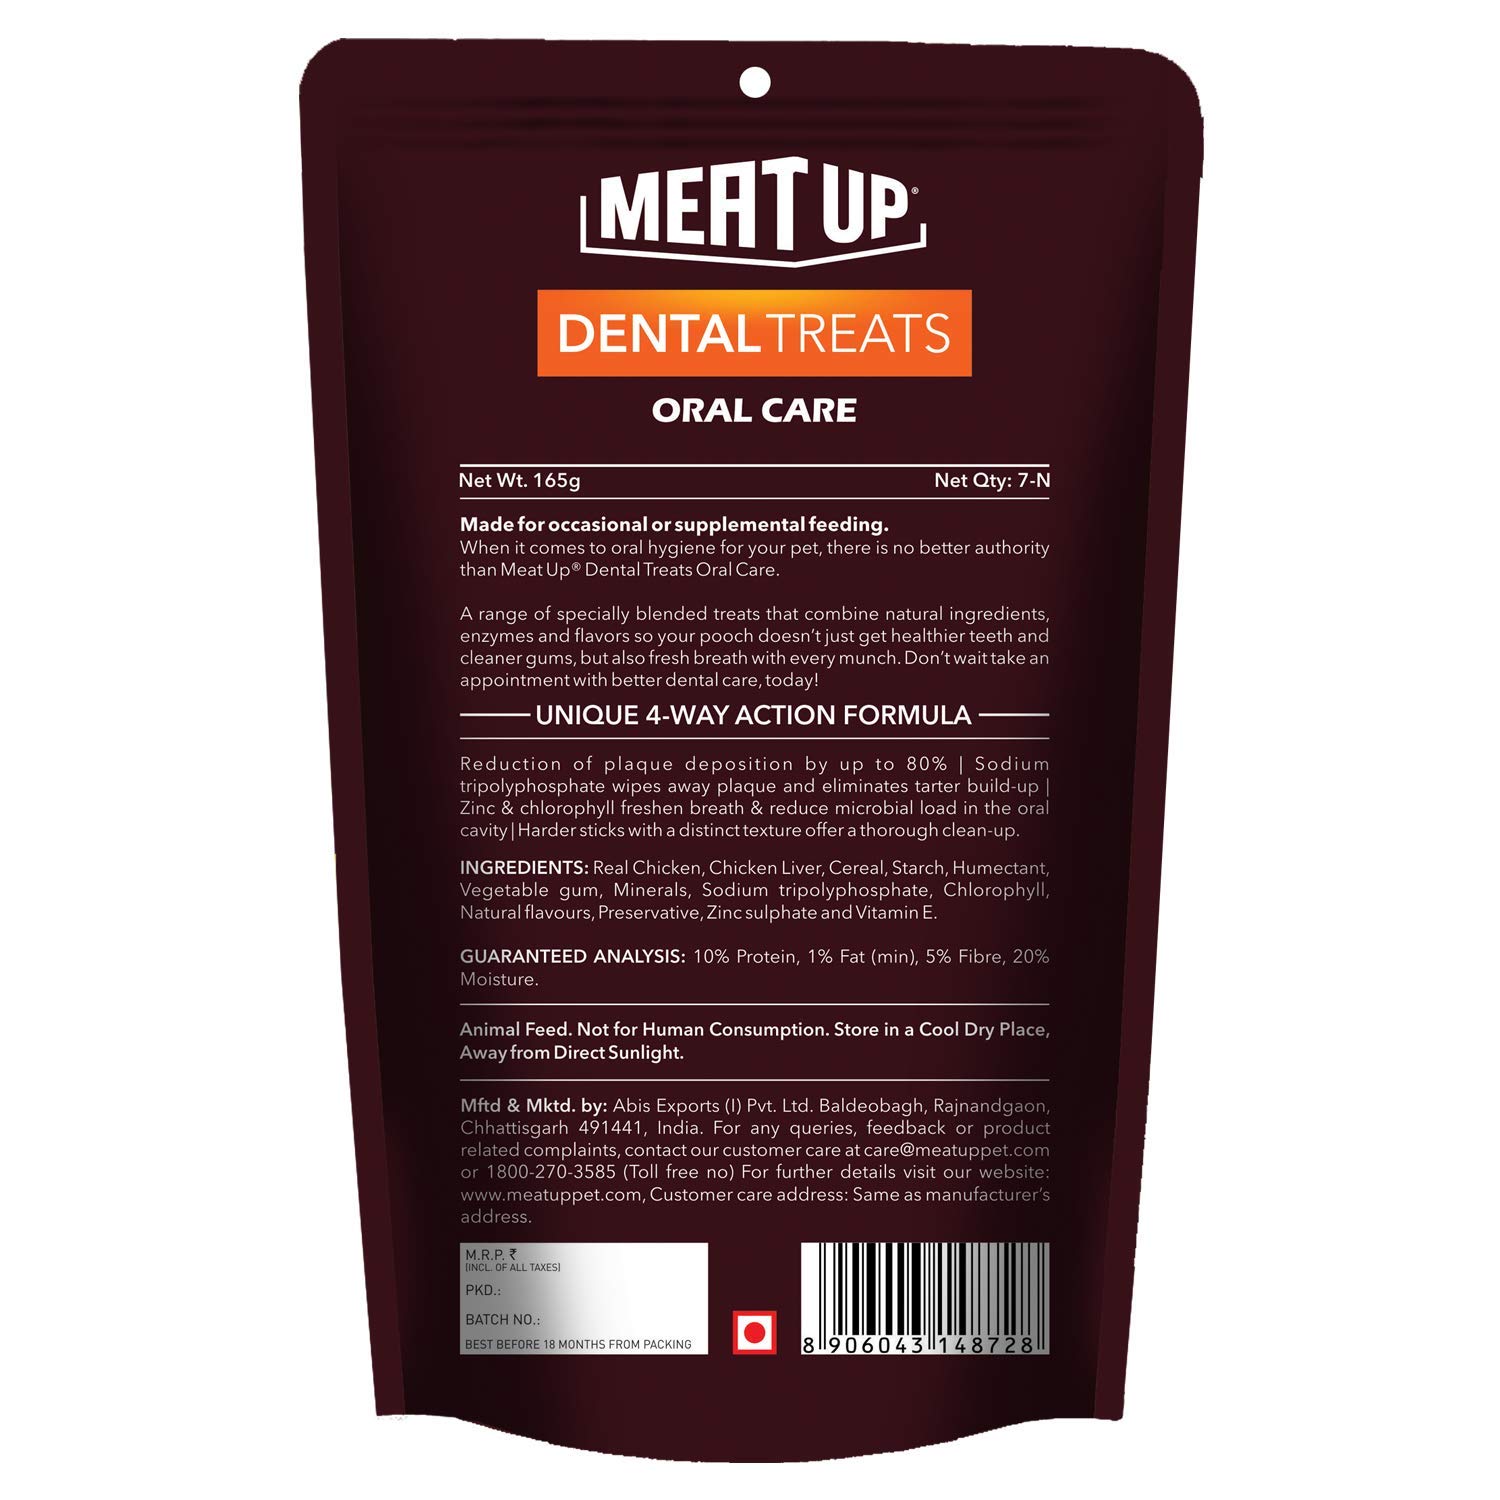 MEAT UP®
DENTAL TREATS
ORAL CARE
Net Wt. 165g Net Qty: 7-N
Made for occasional or supplemental feeding.
When it comes to oral hygiene for your pet, there is no better authority
than Meat Up® Dental Treats Oral Care.
A range of specially blended treats that combine natural ingredients,
enzymes and flavors so your pooch doesn't just get healthier teeth and
cleaner gums, but also fresh breath with every munch. Don't wait take an
appointment with better dental care, today!
UNIQUE 4-WAY ACTION FORMULA
Reduction of plaque deposition by up to 80% | Sodium
tripolyphosphate wipes away plaque and eliminates tarter build-up |
Zinc & chlorophyll freshen breath & reduce microbial load in the oral
cavity | Harder sticks with a distinct texture offer a thorough clean-up.
INGREDIENTS: Real Chicken, Chicken Liver, Cereal, Starch, Humectant,
Vegetable gum, Minerals, Sodium tripolyphosphate, Chlorophyll,
Natural flavours, Preservative, Zinc sulphate and Vitamin E.
GUARANTEED ANALYSIS: 10% Protein, 1% Fat (min), 5% Fibre, 20%
Moisture.
Animal Feed. Not for Human Consumption. Store in a Cool Dry Place,
Away from Direct Sunlight.
Mftd & Mktd. by: Abis Exports (I) Pvt. Ltd. Baldeobagh, Rajnandgaon,
Chhattisgarh 491441, India. For any queries, feedback or product
related complaints, contact our customer care at care@meatuppet.com
or 1800-270-3585 (Toll free no) For further details visit our website:
www.meatuppet.com, Customer care address: Same as manufacturer's
address.
M.R.P. ₹
(INCL. OF ALL TAXES)
PKD.:
BATCH NO.:
BEST BEFORE 18 MONTHS FROM PACKING
8 906043 148728